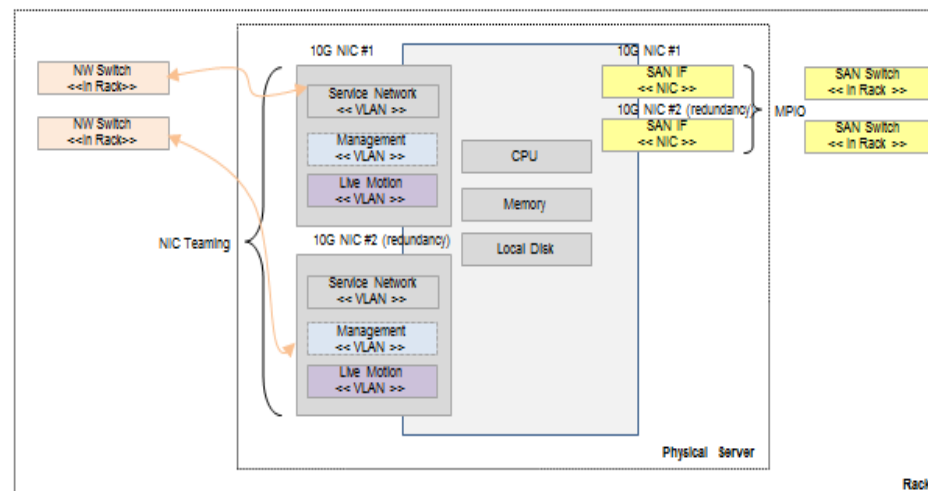 10G NIC #1
10G NIC #1
NW Switch
<<In Rack>>
NW Switch
<<In Rack>>
Service Network
<< VLAN >>
Management
<< VLAN >>
Live Motion
<< VLAN >>
NIC Teaming
10G NIC #2 (redundancy)
Service Network
<< VLAN >>
Management
<< VLAN >>
Live Motion
<< VLAN >>
CPU
Memory
Local Disk
SAN IF
<< NIC >>
10G NIC #2 (redundancy)
SAN IF
<< NIC >>
MPIO
SAN Switch
<< In Rack >>
SAN Switch
<< In Rack >>
Physical Server
Rack